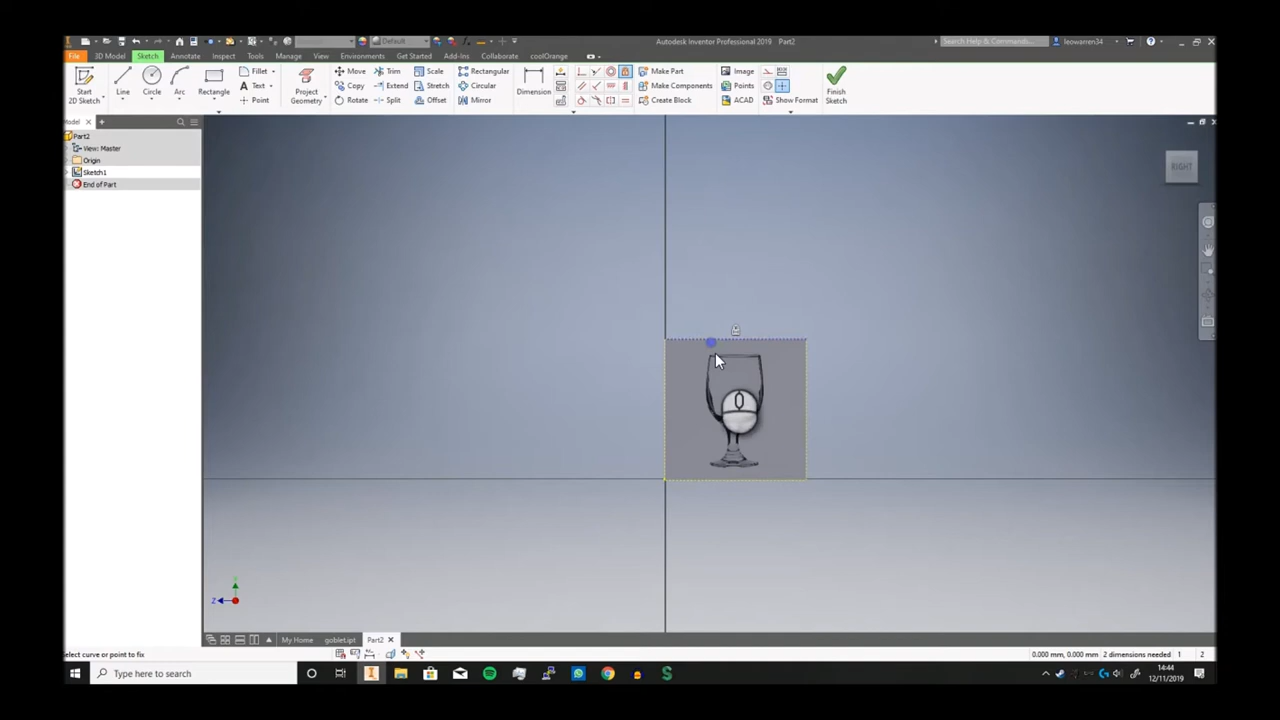 Default
Autodesk Inventor Professional 2019 Part2
Search Help & Command...
leowarren34
File 3D Model Sketch Annotate Inspect Tools Manage View Environments Get Started Add-Ins Collaborate coolOrange
Start
2D Sketch
Line
Circle
Arc
Rectangle
Fillet
Text
Point
Project
Geometry
Move
Copy
Rotate
Trim
Extend
Split
Scale
Stretch
Offset
Rectangular
Circular
Mirror
Dimension
Make Part
Make Components
Create Block
Image
Points
ACAD
Show Format
Finish
Sketch
Model
Part2
View: Master
Origin
Sketch1
End of Part
RIGHT
Z
My Home goblet.ipt Part2
Select curve or point to fix
0.000 mm, 0.000 mm 2 dimensions needed 1 2
Type here to search
14:44
12/11/2019